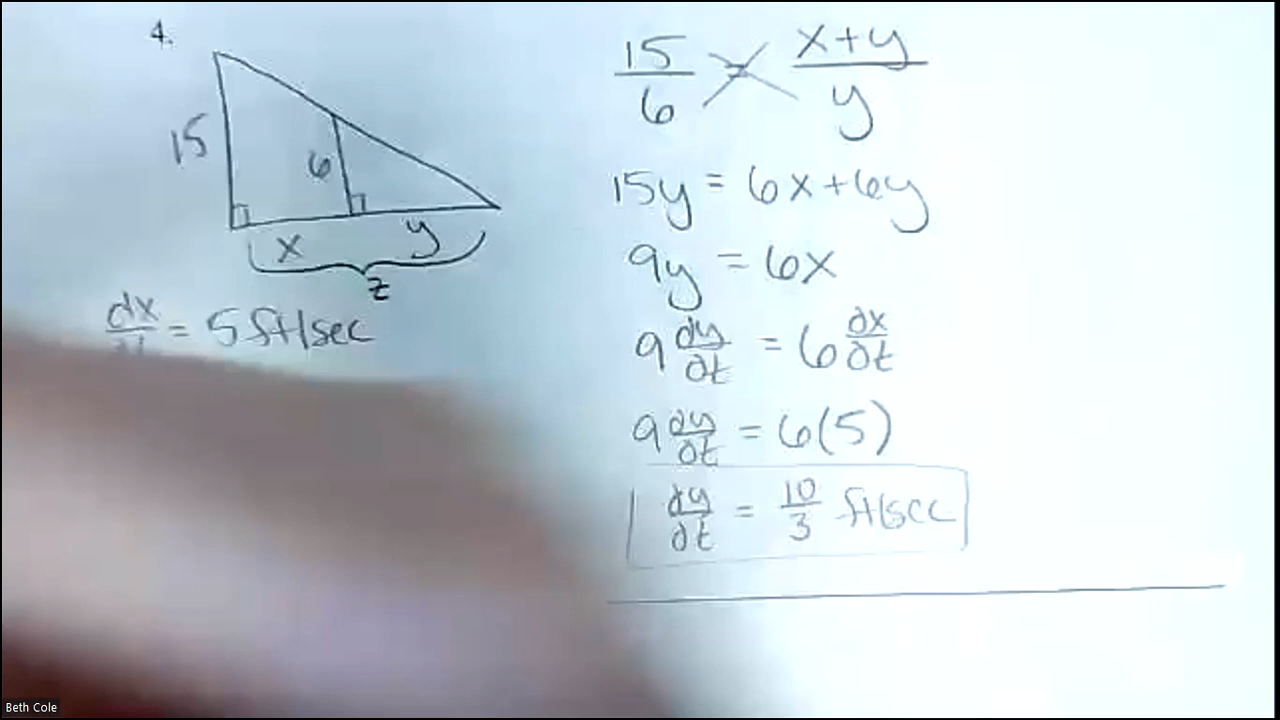 4.
15
6
x
y
z
dx/dt = 5 ft/sec
15/6 = x+y/y
15y = 6x+6y
9y = 6x
9 dy/dt = 6 dx/dt
9 dy/dt = 6(5)
dy/dt = 10/3 ft/sec
Beth Cole